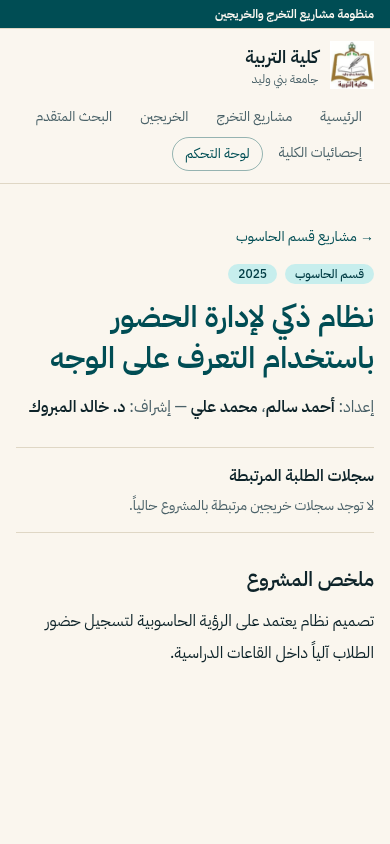 منظومة مشاريع التخرج والخريجين
كلية التربية
جامعة بني وليد
الرئيسية
مشاريع التخرج
الخريجين
البحث المتقدم
إحصائيات الكلية
لوحة التحكم
→ مشاريع قسم الحاسوب
قسم الحاسوب
2025
نظام ذكي لإدارة الحضور
باستخدام التعرف على الوجه
إعداد: أحمد سالم، محمد علي — إشراف: د. خالد المبروك
سجلات الطلبة المرتبطة
لا توجد سجلات خريجين مرتبطة بالمشروع حالياً.
ملخص المشروع
تصميم نظام يعتمد على الرؤية الحاسوبية لتسجيل حضور
الطلاب آلياً داخل القاعات الدراسية.